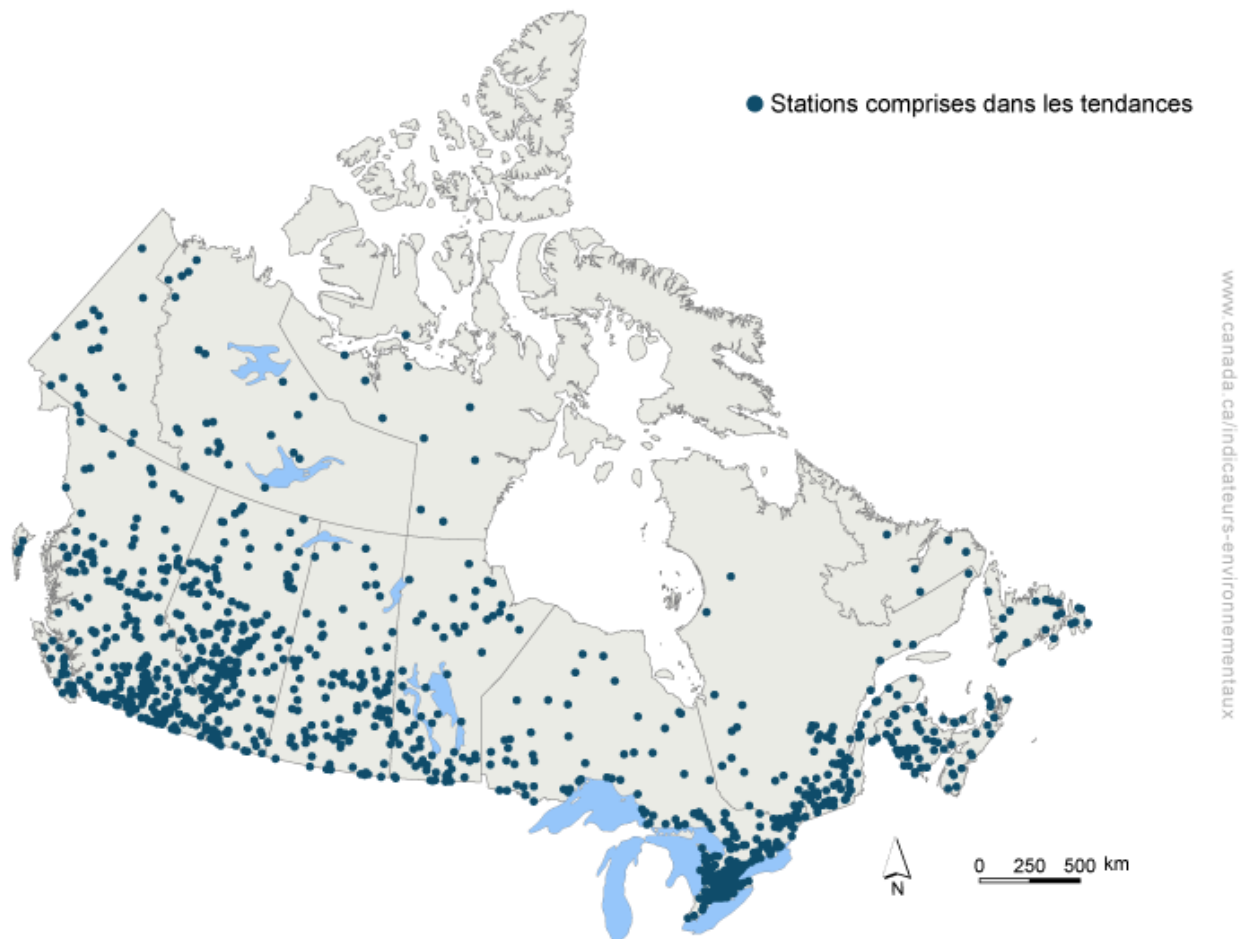 Stations comprises dans les tendances
www.canada.ca/indicateurs-environnementaux
N
0 250 500 km